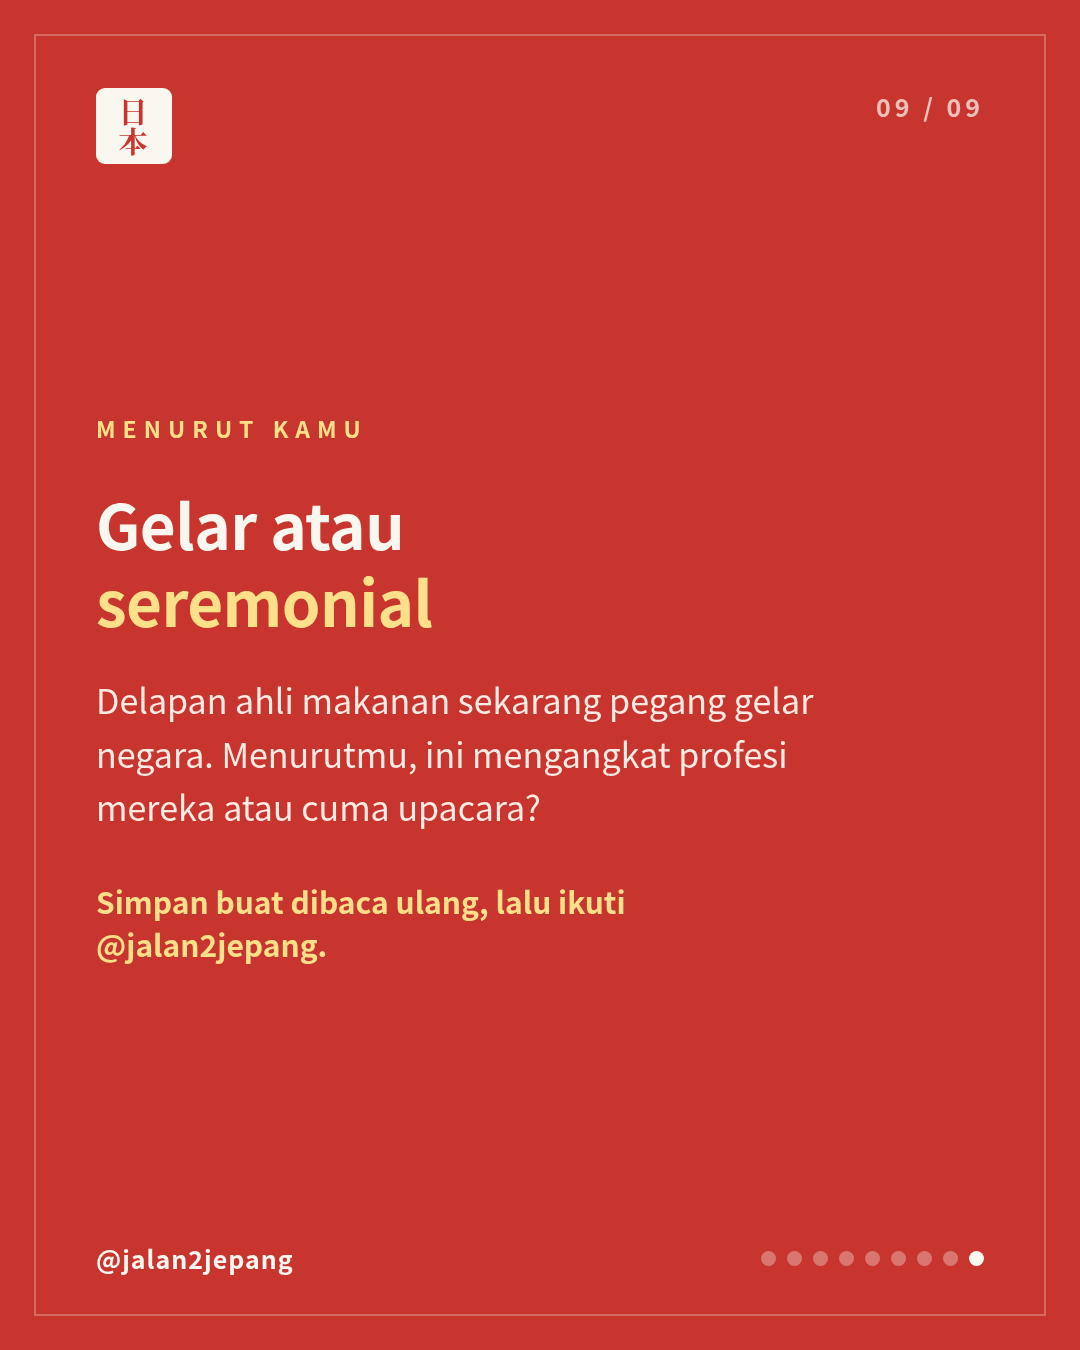 日本
09 / 09
MENURUT KAMU
Gelar atau
seremonial
Delapan ahli makanan sekarang pegang gelar
negara. Menurutmu, ini mengangkat profesi
mereka atau cuma upacara?
Simpan buat dibaca ulang, lalu ikuti
@jalan2jepang.
@jalan2jepang